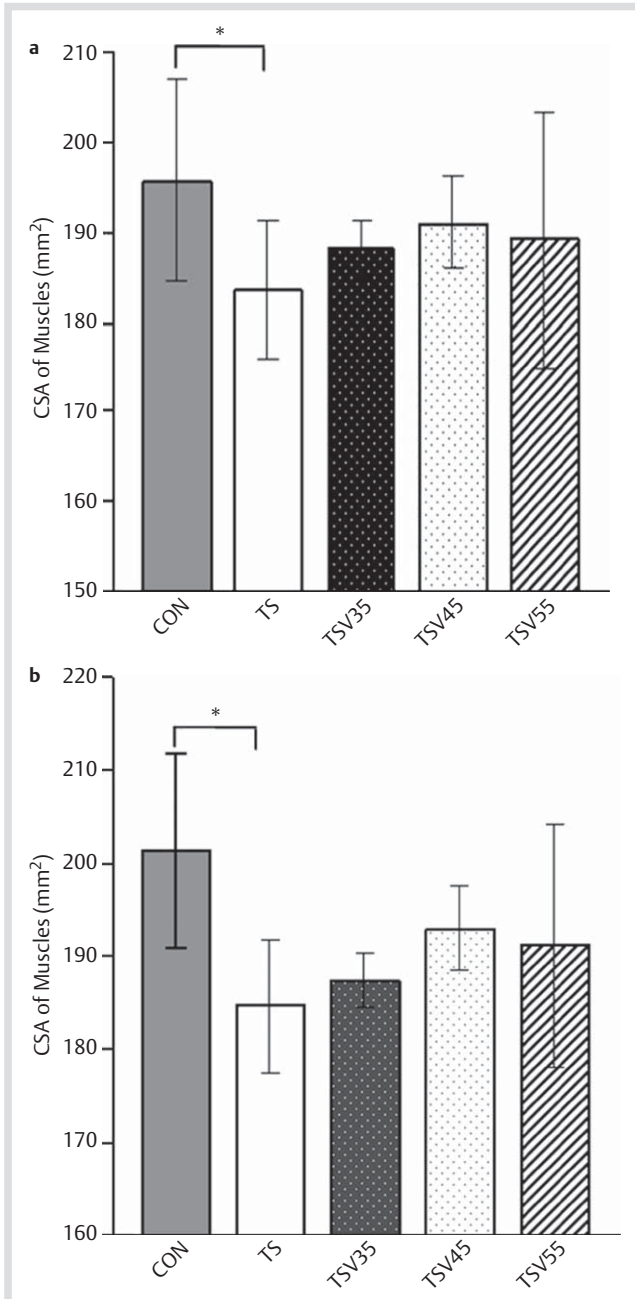 a
*
210
200
190
180
170
160
150
CSA of Muscles (mm²)
CON
TS
TSV35
TSV45
TSV55
b
*
220
210
200
190
180
170
160
CSA of Muscles (mm²)
CON
TS
TSV35
TSV45
TSV55